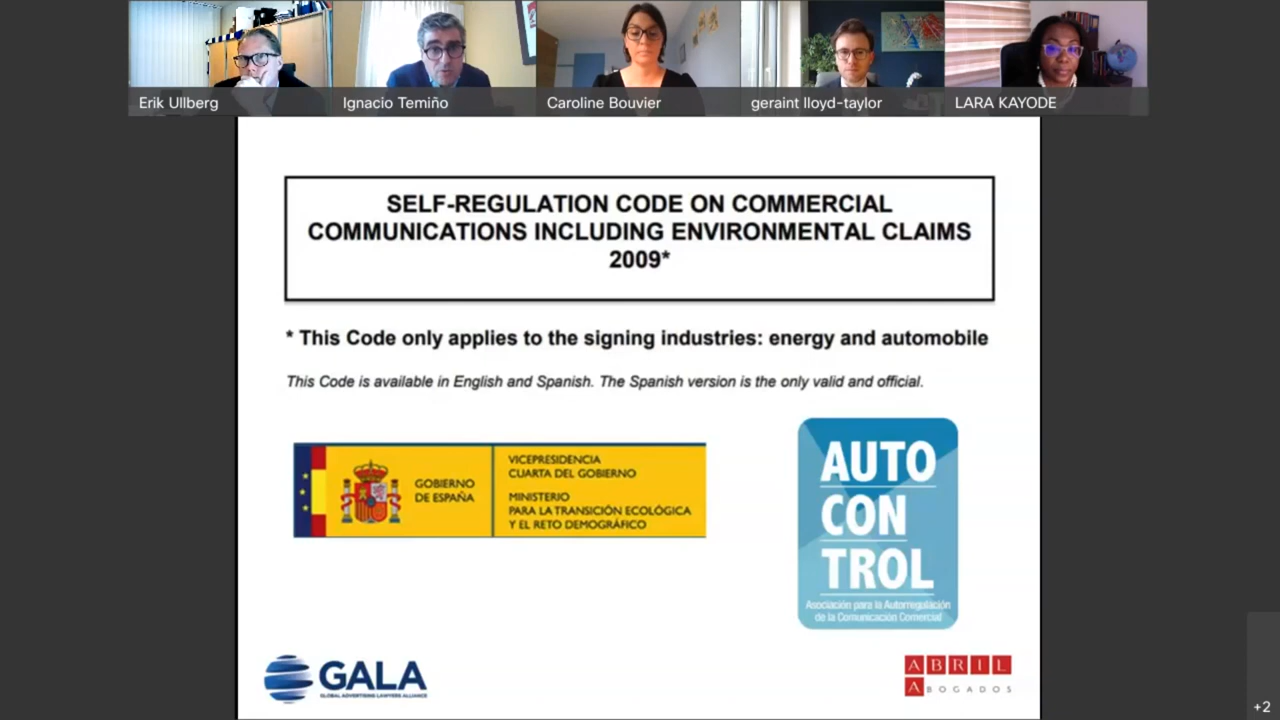 Erik Ullberg
Ignacio Temiño
Caroline Bouvier
geraint lloyd-taylor
LARA KAYODE
SELF-REGULATION CODE ON COMMERCIAL
COMMUNICATIONS INCLUDING ENVIRONMENTAL CLAIMS
2009*
* This Code only applies to the signing industries: energy and automobile
This Code is available in English and Spanish. The Spanish version is the only valid and official.
GOBIERNO
DE ESPAÑA
VICEPRESIDENCIA
CUARTA DEL GOBIERNO
MINISTERIO
PARA LA TRANSICIÓN ECOLÓGICA
Y EL RETO DEMOGRÁFICO
AUTO
CON
TROL
Asociación para la Autorregulación
de la Comunicación Comercial
GALA
GLOBAL ADVERTISING LAWYERS ALLIANCE
ABRIL
ABOGADOS
+2